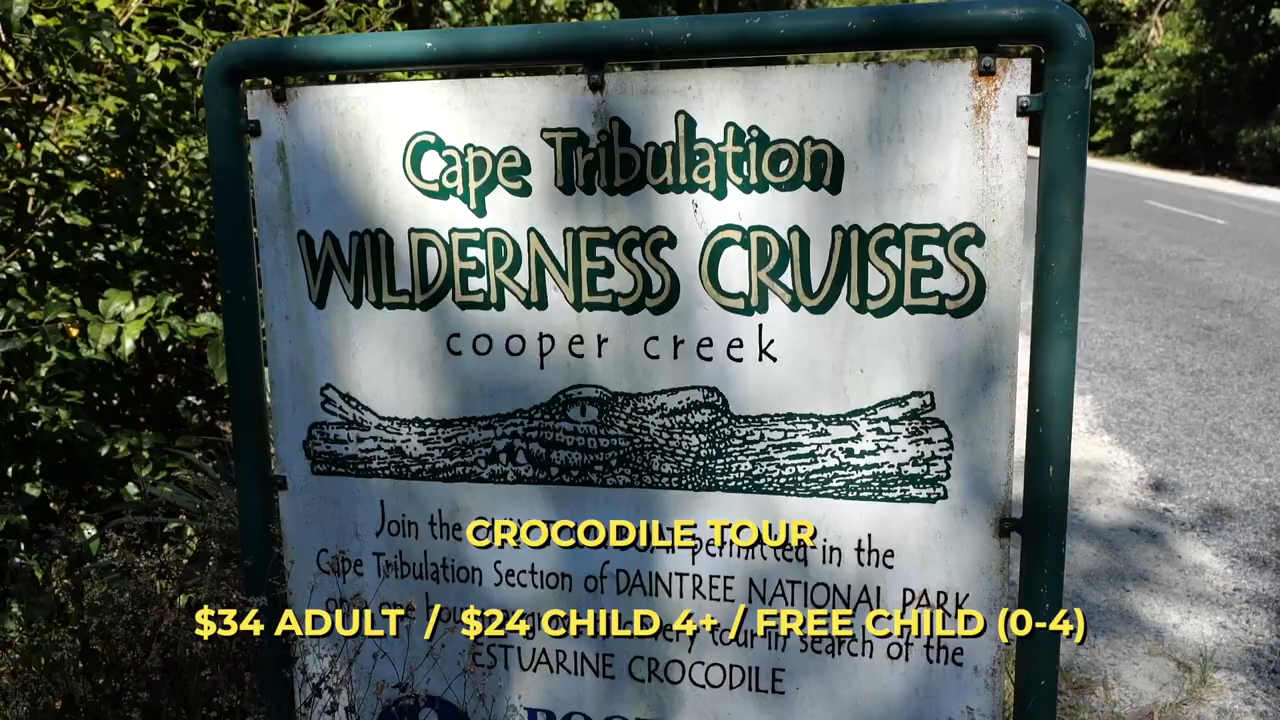 Cape Tribulation
WILDERNESS CRUISES
cooper creek
Join the permitted in the
CROCODILE TOUR
Cape Tribulation Section of DAINTREE NATIONAL PARK
tour in search of the
$34 ADULT / $24 CHILD 4+ / FREE CHILD (0-4)
ESTUARINE CROCODILE